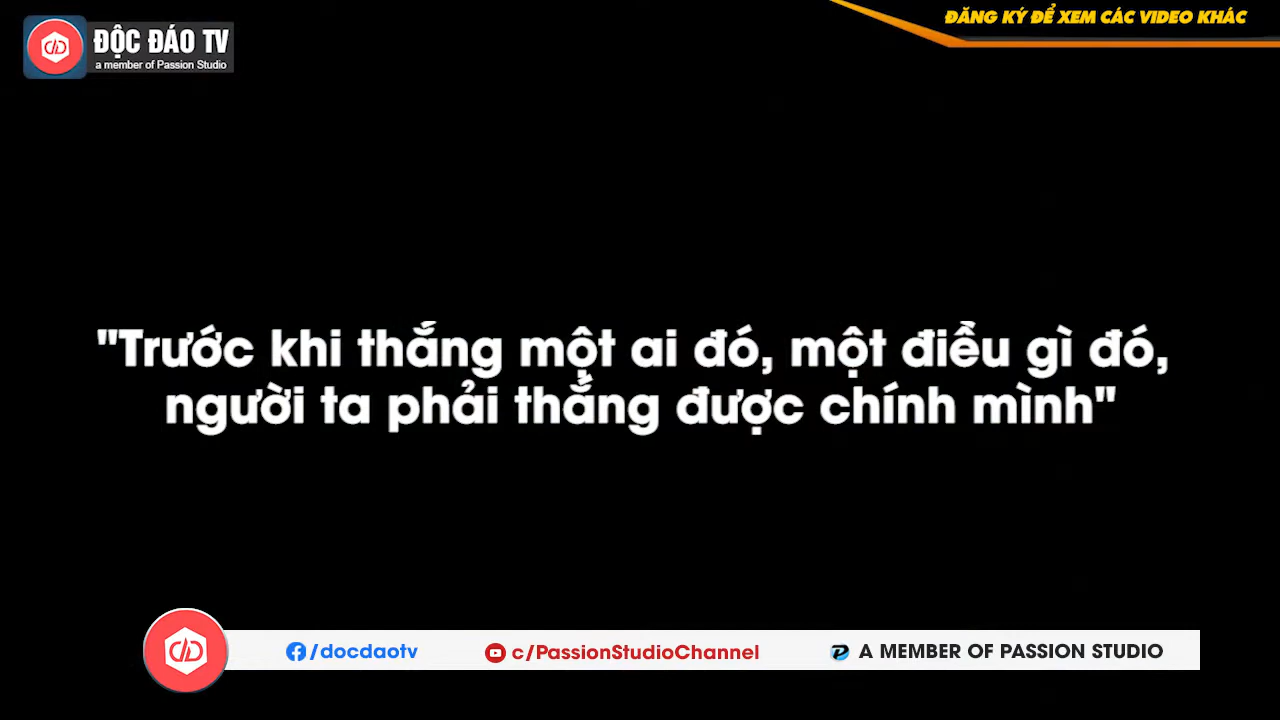 ĐỘC ĐÁO TV
a member of Passion Studio
ĐĂNG KÝ ĐỂ XEM CÁC VIDEO KHÁC
"Trước khi thắng một ai đó, một điều gì đó,
người ta phải thắng được chính mình"
/docdaotv
c/PassionStudioChannel
A MEMBER OF PASSION STUDIO